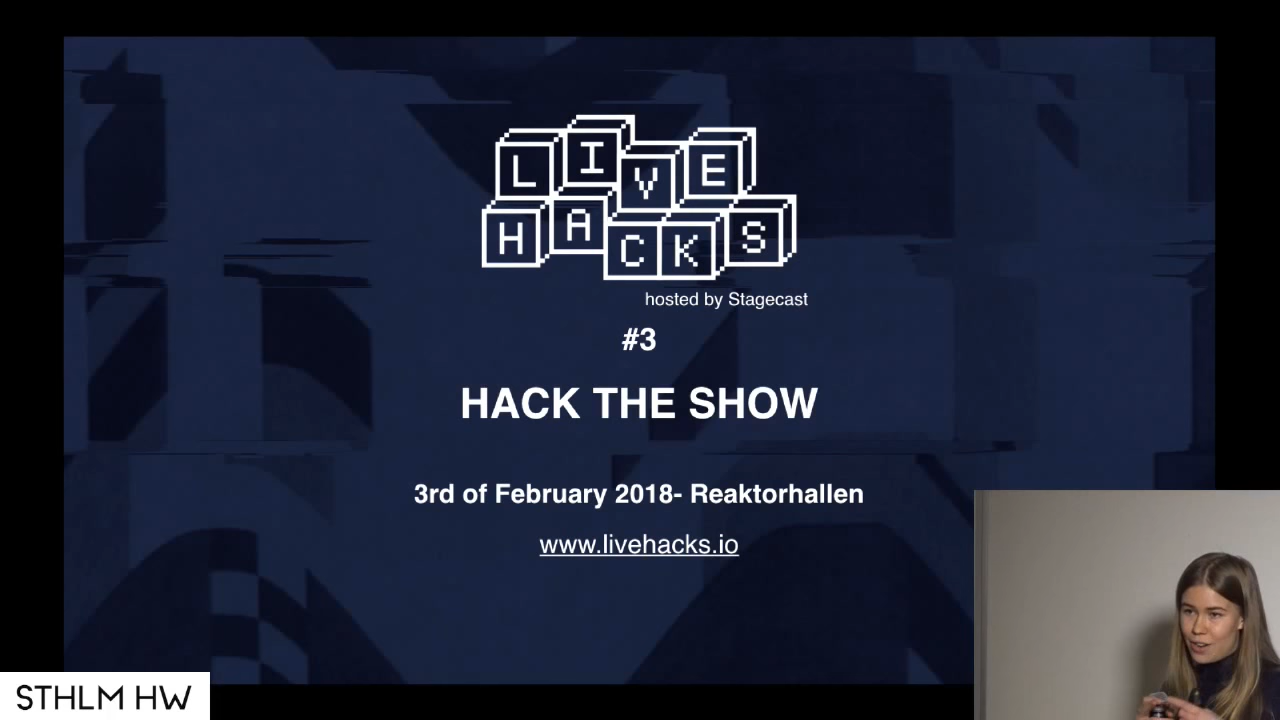 LIVE
HACKS
hosted by Stagecast
#3
HACK THE SHOW
3rd of February 2018- Reaktorhallen
www.livehacks.io
STHLM HW